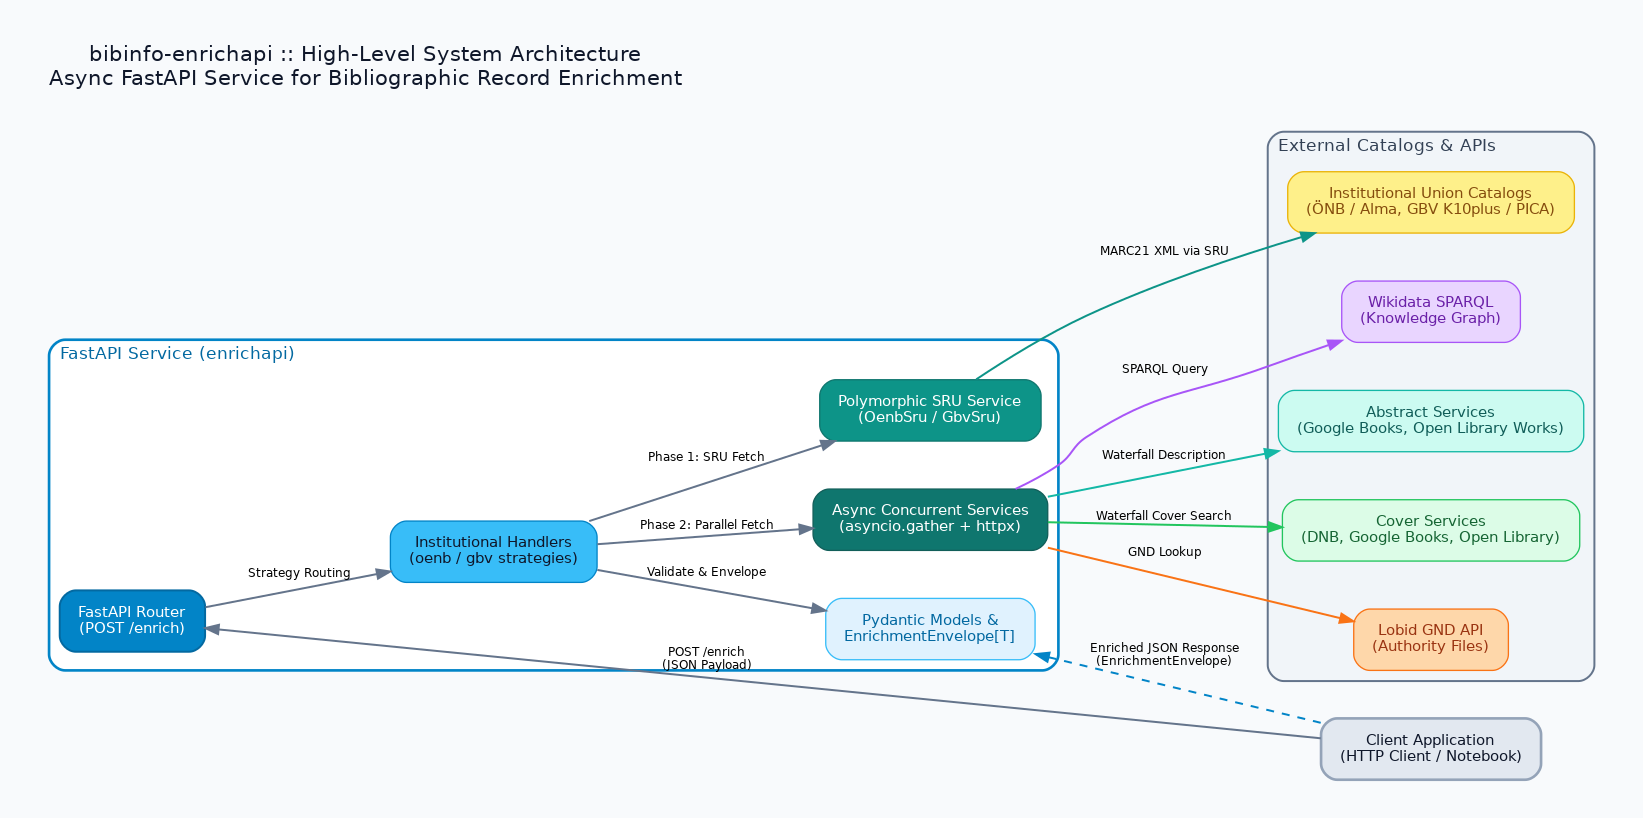 bibinfo-enrichapi :: High-Level System Architecture
Async FastAPI Service for Bibliographic Record Enrichment
External Catalogs & APIs
Institutional Union Catalogs
(ÖNB / Alma, GBV K10plus / PICA)
MARC21 XML via SRU
Wikidata SPARQL
(Knowledge Graph)
SPARQL Query
FastAPI Service (enrichapi)
Polymorphic SRU Service
(OenbSru / GbvSru)
Abstract Services
(Google Books, Open Library Works)
Phase 1: SRU Fetch
Waterfall Description
Async Concurrent Services
(asyncio.gather + httpx)
Phase 2: Parallel Fetch
Waterfall Cover Search
Cover Services
(DNB, Google Books, Open Library)
Institutional Handlers
(oenb / gbv strategies)
GND Lookup
Strategy Routing
Validate & Envelope
FastAPI Router
(POST /enrich)
Pydantic Models &
EnrichmentEnvelope[T]
Lobid GND API
(Authority Files)
POST /enrich
(JSON Payload)
Enriched JSON Response
(EnrichmentEnvelope)
Client Application
(HTTP Client / Notebook)